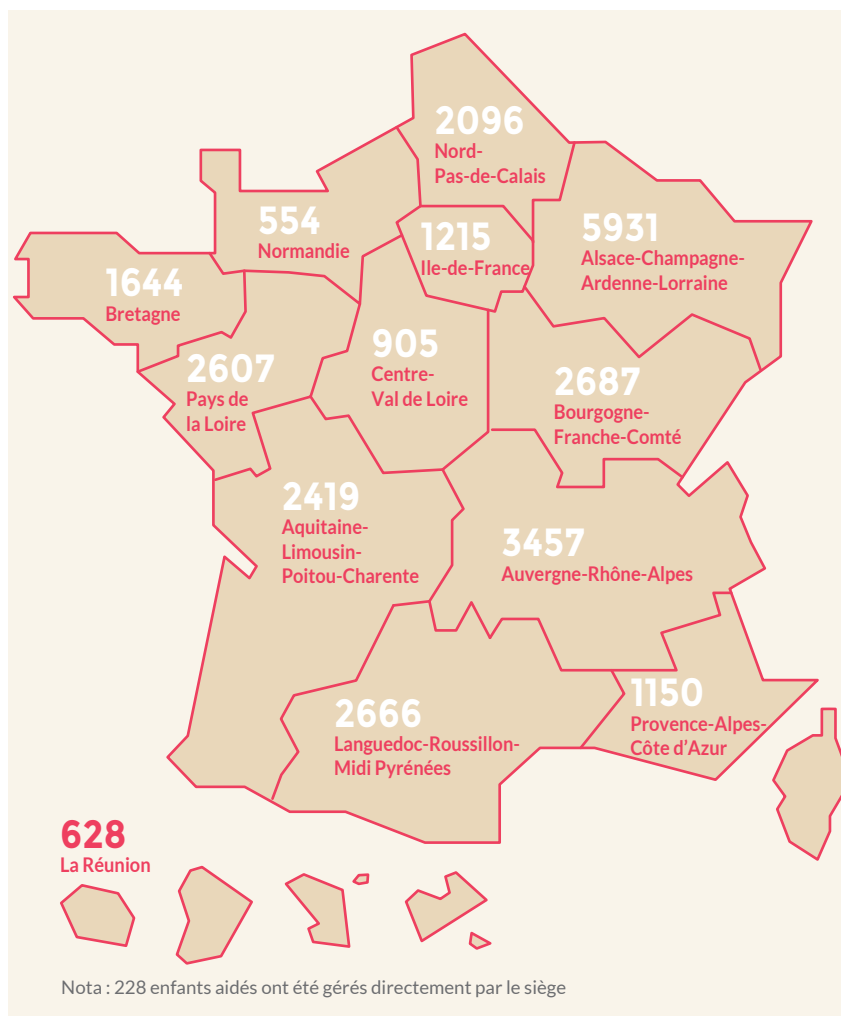 2096
Nord-
Pas-de-Calais
554
Normandie
1215
Ile-de-France
5931
Alsace-Champagne-
Ardenne-Lorraine
1644
Bretagne
2607
Pays de
la Loire
905
Centre-
Val de Loire
2687
Bourgogne-
Franche-Comté
2419
Aquitaine-
Limousin-
Poitou-Charente
3457
Auvergne-Rhône-Alpes
2666
Languedoc-Roussillon-
Midi Pyrénées
1150
Provence-Alpes-
Côte d'Azur
628
La Réunion
Nota : 228 enfants aidés ont été gérés directement par le siège